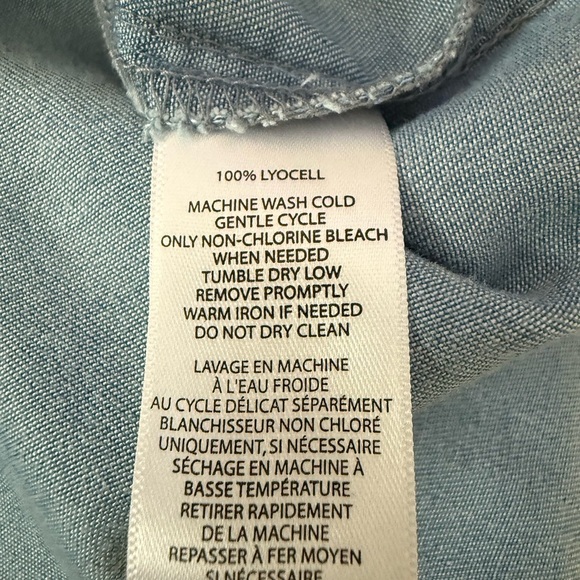 100% LYOCELL
MACHINE WASH COLD
GENTLE CYCLE
ONLY NON-CHLORINE BLEACH
WHEN NEEDED
TUMBLE DRY LOW
REMOVE PROMPTLY
WARM IRON IF NEEDED
DO NOT DRY CLEAN
LAVAGE EN MACHINE
À L'EAU FROIDE
AU CYCLE DÉLICAT SÉPARÉMENT
BLANCHISSEUR NON CHLORÉ
UNIQUEMENT, SI NÉCESSAIRE
SÉCHAGE EN MACHINE À
BASSE TEMPÉRATURE
RETIRER RAPIDEMENT
DE LA MACHINE
REPASSER À FER MOYEN
SI NÉCESSAIRE